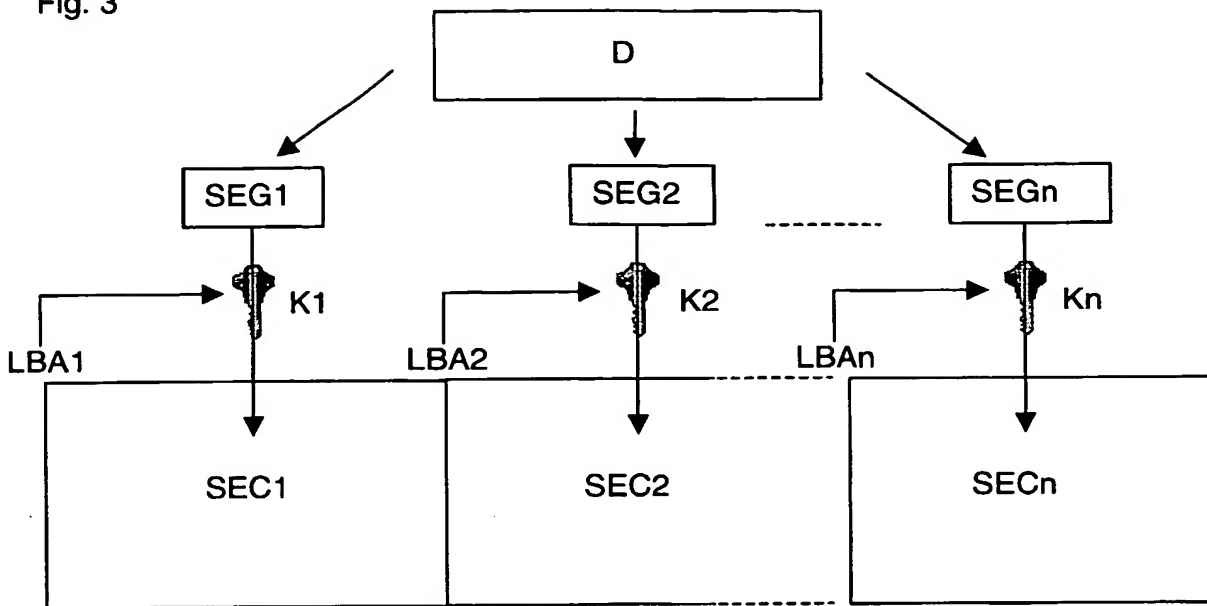 Fig. 3
D
SEG1 SEG2 SEGn
K1 K2 Kn
LBA1 LBA2 LBAn
SEC1 SEC2 SECn